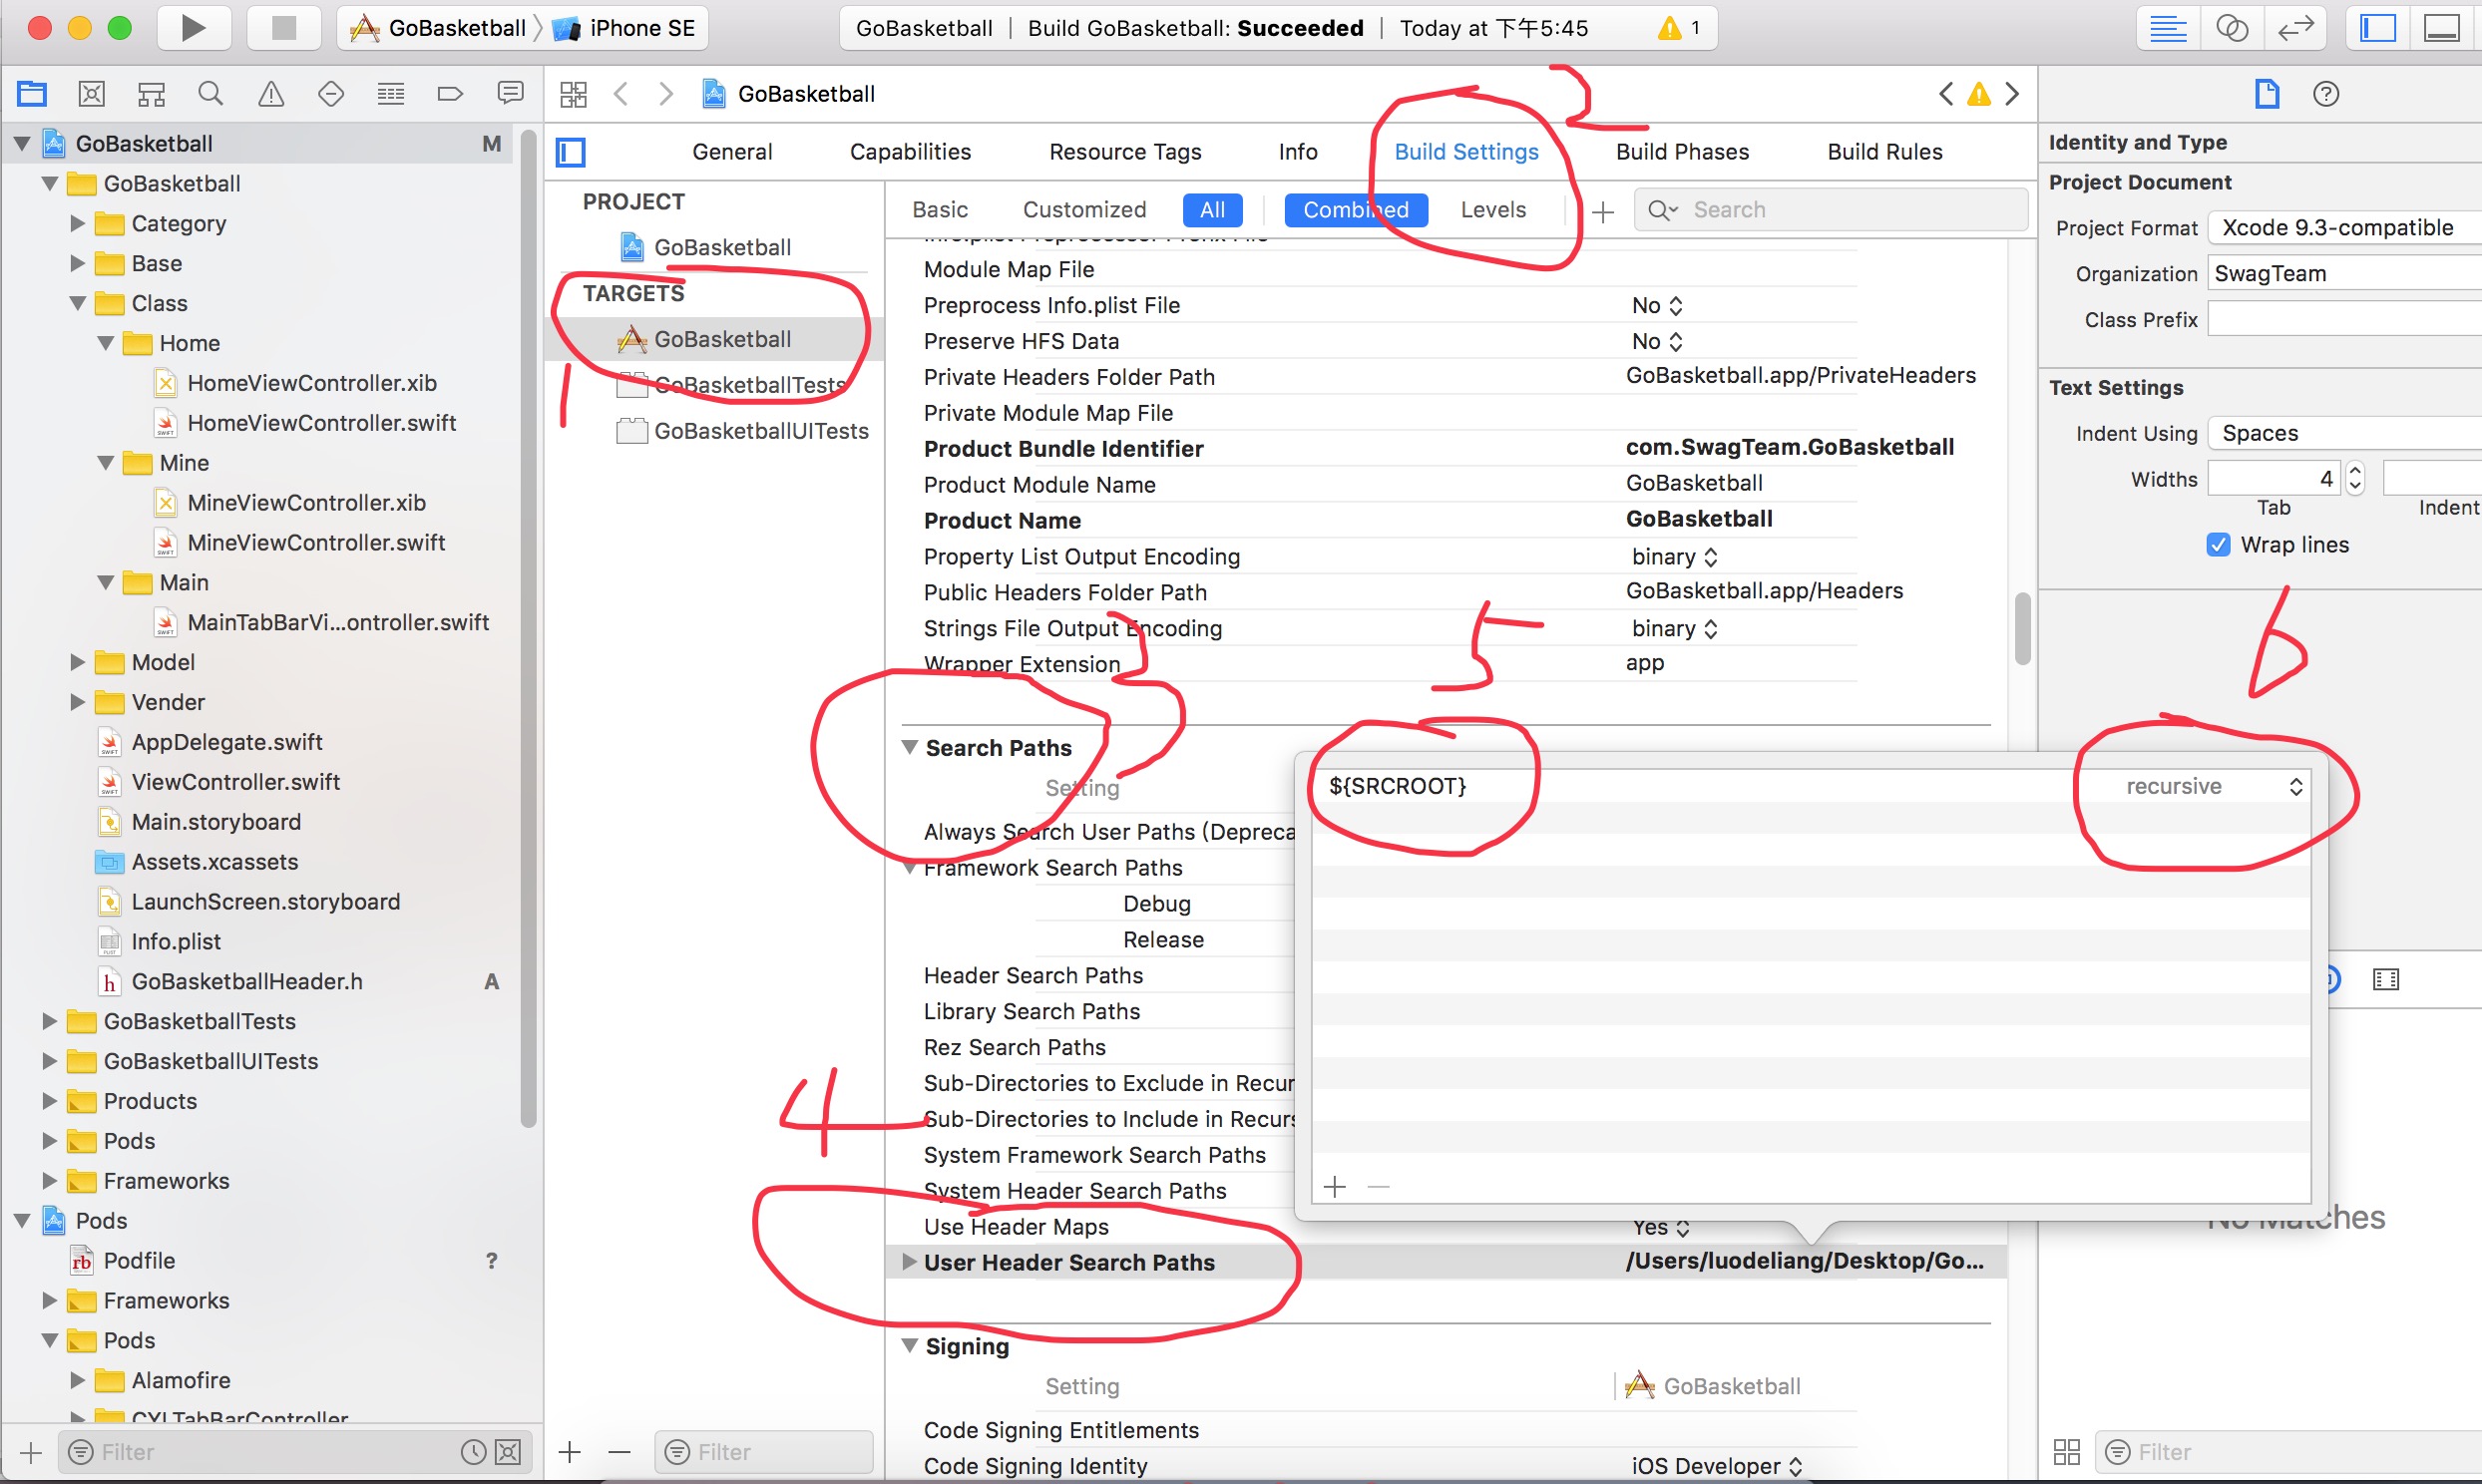 GoBasketball
iPhone SE
GoBasketball | Build GoBasketball: Succeeded | Today at 下午5:45
1
GoBasketball M
GoBasketball
Category
Base
Class
Home
HomeViewController.xib
HomeViewController.swift
Mine
MineViewController.xib
MineViewController.swift
Main
MainTabBarVi...ontroller.swift
Model
Vender
AppDelegate.swift
ViewController.swift
Main.storyboard
Assets.xcassets
LaunchScreen.storyboard
Info.plist
GoBasketballHeader.h A
GoBasketballTests
GoBasketballUITests
Products
Pods
Frameworks
Pods
Podfile ?
Frameworks
Pods
Alamofire
CYLTabBarController
Filter
GoBasketball
General
Capabilities
Resource Tags
Info
Build Settings
Build Phases
Build Rules
PROJECT
GoBasketball
TARGETS
GoBasketball
GoBasketballTests
GoBasketballUITests
Filter
1
2
Basic
Customized
All
Combined
Levels
Search
Info.plist Preprocessor Prefix File
Module Map File
Preprocess Info.plist File No
Preserve HFS Data No
Private Headers Folder Path GoBasketball.app/PrivateHeaders
Private Module Map File
Product Bundle Identifier com.SwagTeam.GoBasketball
Product Module Name GoBasketball
Product Name GoBasketball
Property List Output Encoding binary
Public Headers Folder Path GoBasketball.app/Headers
Strings File Output Encoding binary
Wrapper Extension app
3
5
6
Search Paths
Setting
Always Search User Paths (Depreca
Framework Search Paths
Debug
Release
Header Search Paths
Library Search Paths
Rez Search Paths
Sub-Directories to Exclude in Recur
Sub-Directories to Include in Recurs
System Framework Search Paths
System Header Search Paths
Use Header Maps Yes
User Header Search Paths /Users/luodeliang/Desktop/Go...
4
${SRCROOT} recursive
Signing
Setting GoBasketball
Code Signing Entitlements
Code Signing Identity iOS Developer
Identity and Type
Project Document
Project Format Xcode 9.3-compatible
Organization SwagTeam
Class Prefix
Text Settings
Indent Using Spaces
Widths 4
Tab Indent
Wrap lines
No Matches
Filter